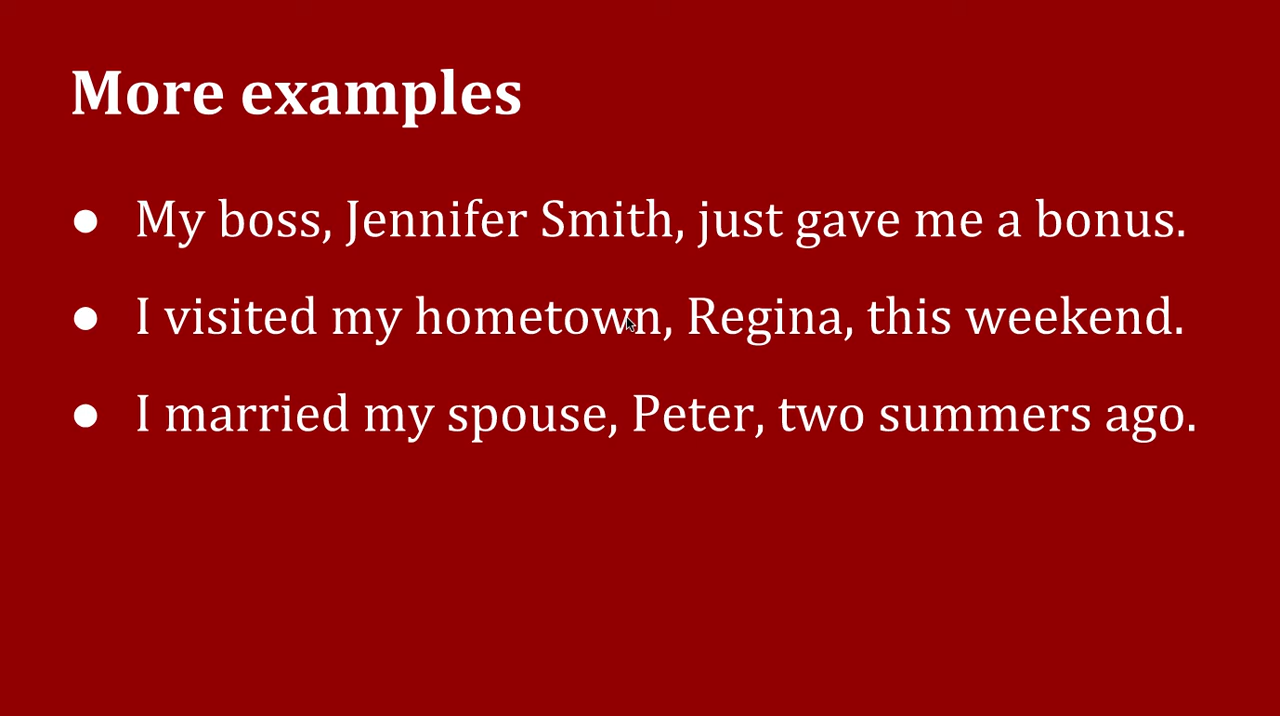 More examples
● My boss, Jennifer Smith, just gave me a bonus.
● I visited my hometown, Regina, this weekend.
● I married my spouse, Peter, two summers ago.